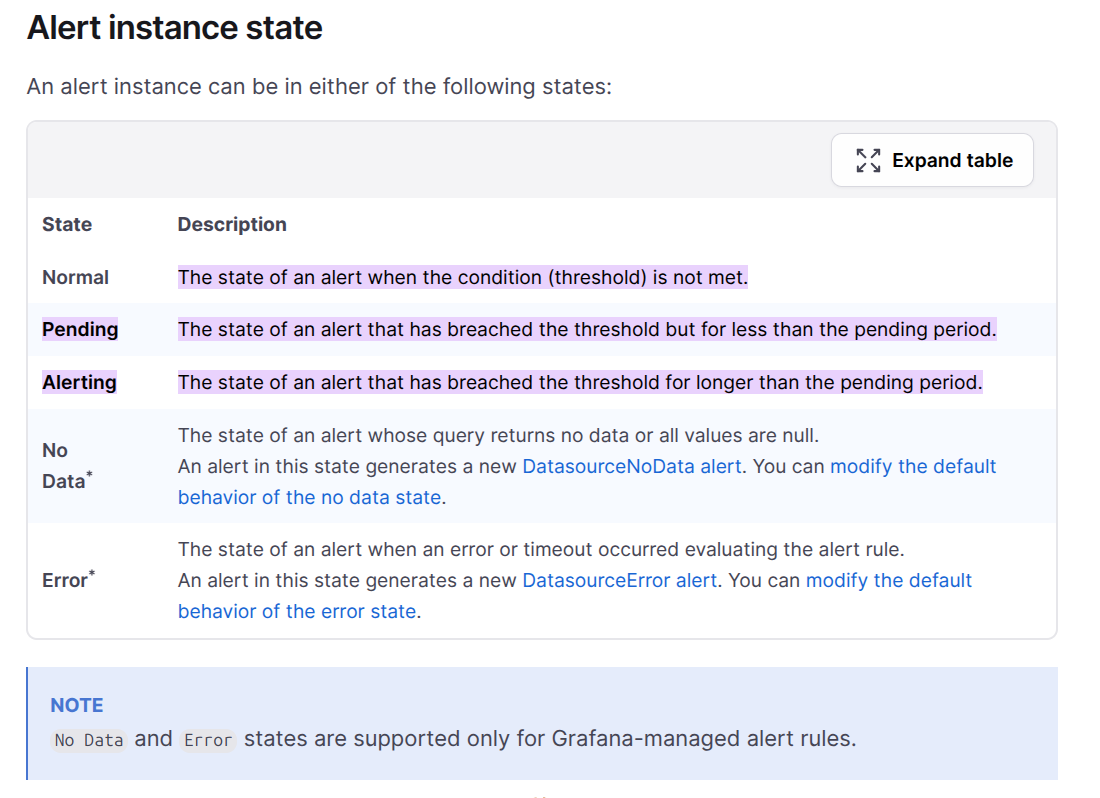 Alert instance state
An alert instance can be in either of the following states:
Expand table
State Description
Normal The state of an alert when the condition (threshold) is not met.
Pending The state of an alert that has breached the threshold but for less than the pending period.
Alerting The state of an alert that has breached the threshold for longer than the pending period.
No
Data*
The state of an alert whose query returns no data or all values are null.
An alert in this state generates a new DatasourceNoData alert. You can modify the default
behavior of the no data state.
Error*
The state of an alert when an error or timeout occurred evaluating the alert rule.
An alert in this state generates a new DatasourceError alert. You can modify the default
behavior of the error state.
NOTE
No Data and Error states are supported only for Grafana-managed alert rules.